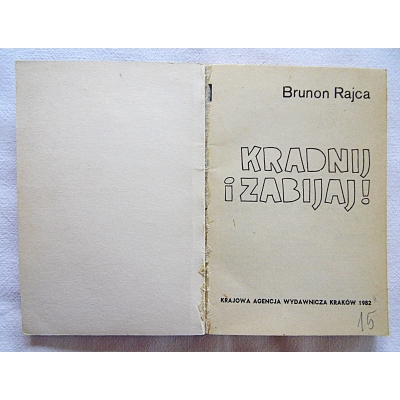 Brunon Rajca
KRADNIJ
i ZABIJAJ!
KRAJOWA AGENCJA WYDAWNICZA KRAKÓW 1982
15